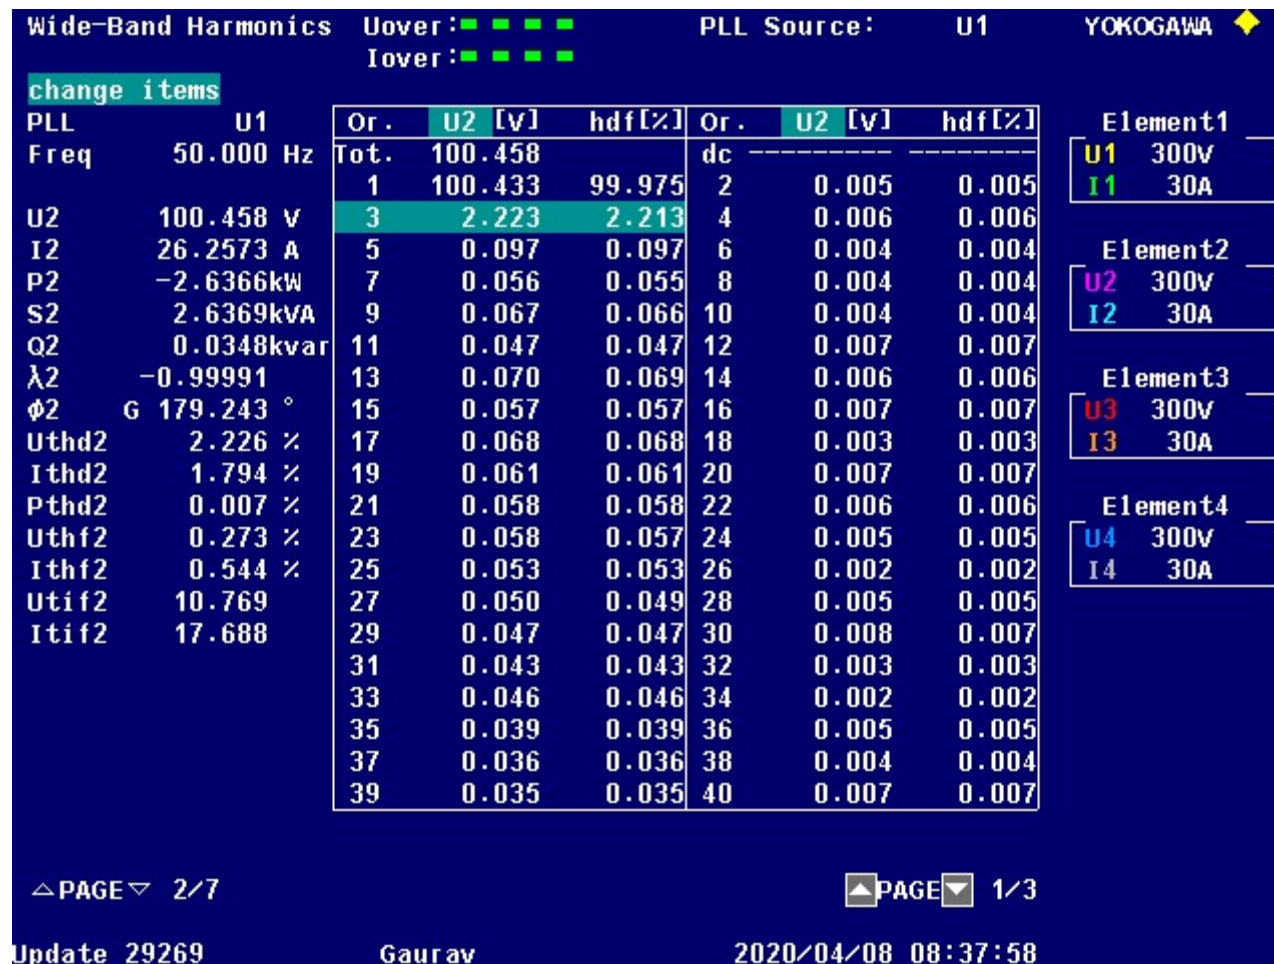 Wide-Band Harmonics Uover: PLL Source: U1 YOKOGAWA
Iover:
change items
PLL U1 Or. U2 [V] hdf[%] Or. U2 [V] hdf[%] Element1
Freq 50.000 Hz Tot. 100.458 dc --------- ------- U1 300V
1 100.433 99.975 2 0.005 0.005 I1 30A
U2 100.458 V 3 2.223 2.213 4 0.006 0.006
I2 26.2573 A 5 0.097 0.097 6 0.004 0.004 Element2
P2 -2.6366kW 7 0.056 0.055 8 0.004 0.004 U2 300V
S2 2.6369kVA 9 0.067 0.066 10 0.004 0.004 I2 30A
Q2 0.0348kvar 11 0.047 0.047 12 0.007 0.007
λ2 -0.99991 13 0.070 0.069 14 0.006 0.006 Element3
ϕ2 G 179.243 ° 15 0.057 0.057 16 0.007 0.007 U3 300V
Uthd2 2.226 % 17 0.068 0.068 18 0.003 0.003 I3 30A
Ithd2 1.794 % 19 0.061 0.061 20 0.007 0.007
Pthd2 0.007 % 21 0.058 0.058 22 0.006 0.006 Element4
Uthf2 0.273 % 23 0.058 0.057 24 0.005 0.005 U4 300V
Ithf2 0.544 % 25 0.053 0.053 26 0.002 0.002 I4 30A
Utif2 10.769 27 0.050 0.049 28 0.005 0.005
Itif2 17.688 29 0.047 0.047 30 0.008 0.007
31 0.043 0.043 32 0.003 0.003
33 0.046 0.046 34 0.002 0.002
35 0.039 0.039 36 0.005 0.005
37 0.036 0.036 38 0.004 0.004
39 0.035 0.035 40 0.007 0.007
△PAGE▽ 2/7 ▲PAGE▼ 1/3
Update 29269 Gaurav 2020/04/08 08:37:58